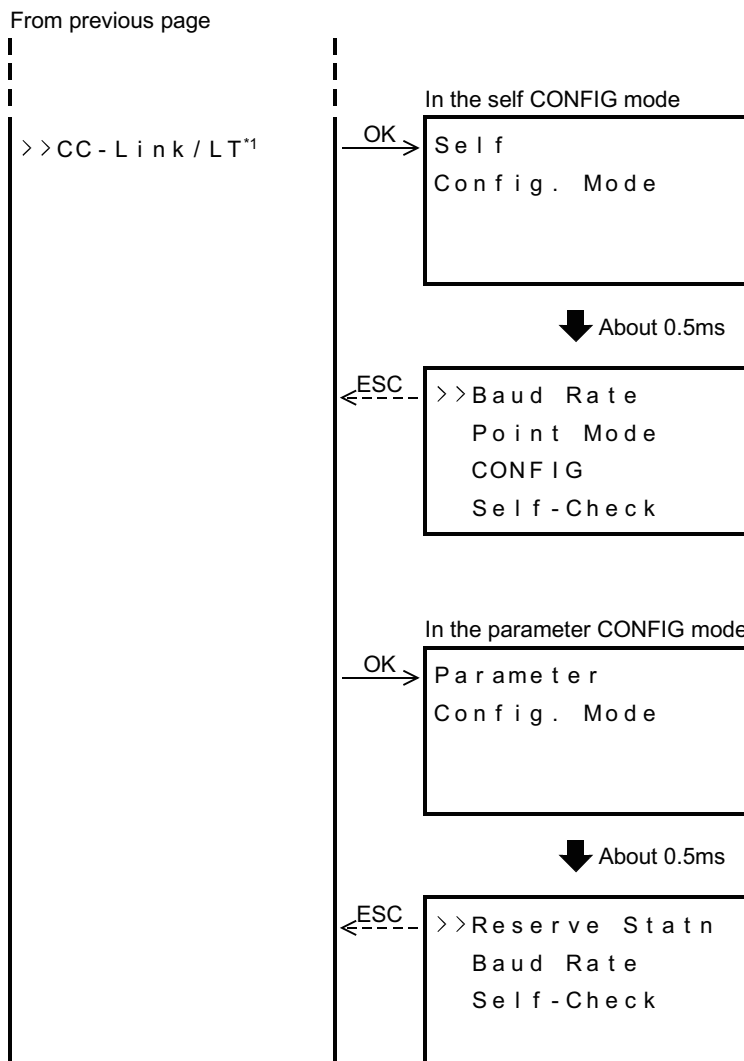 From previous page
In the self CONFIG mode
>>CC-Link/LT*1
OK
Self
Config. Mode
About 0.5ms
ESC
>>Baud Rate
Point Mode
CONFIG
Self-Check
In the parameter CONFIG mode
OK
Parameter
Config. Mode
About 0.5ms
ESC
>>Reserve Statn
Baud Rate
Self-Check